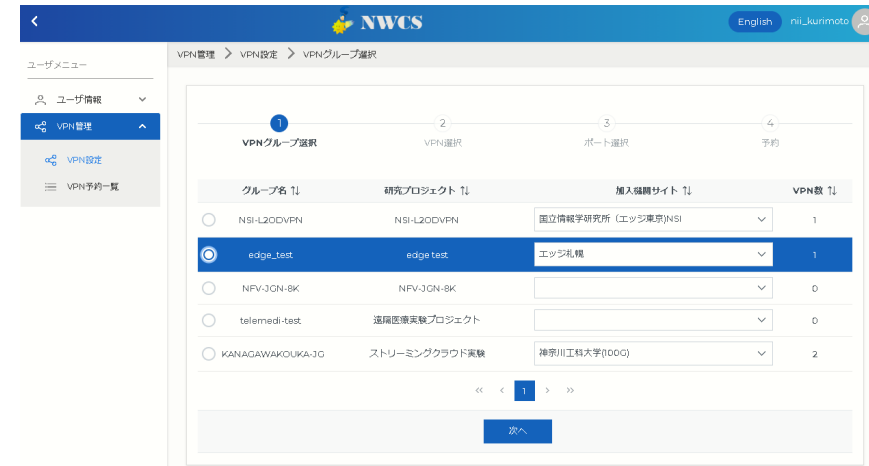 NWCS
English nii_kurimoto
VPN管理 VPN設定 VPNグループ選択
ユーザメニュー
ユーザ情報
VPN管理
VPN設定
VPN予約一覧
1 2 3 4
VPNグループ選択 VPN選択 ポート選択 予約
グループ名 研究プロジェクト 加入機関サイト VPN数
NSI-L2ODVPN NSI-L2ODVPN 国立情報学研究所（エッジ東京)NSI 1
edge_test edge test エッジ札幌 1
NFV-JGN-8K NFV-JGN-8K 0
telemedi-test 遠隔医療実験プロジェクト 0
KANAGAWAKOUKA-JG ストリーミングクラウド実験 神奈川工科大学(100G) 2
<< < 1 > >>
次へ